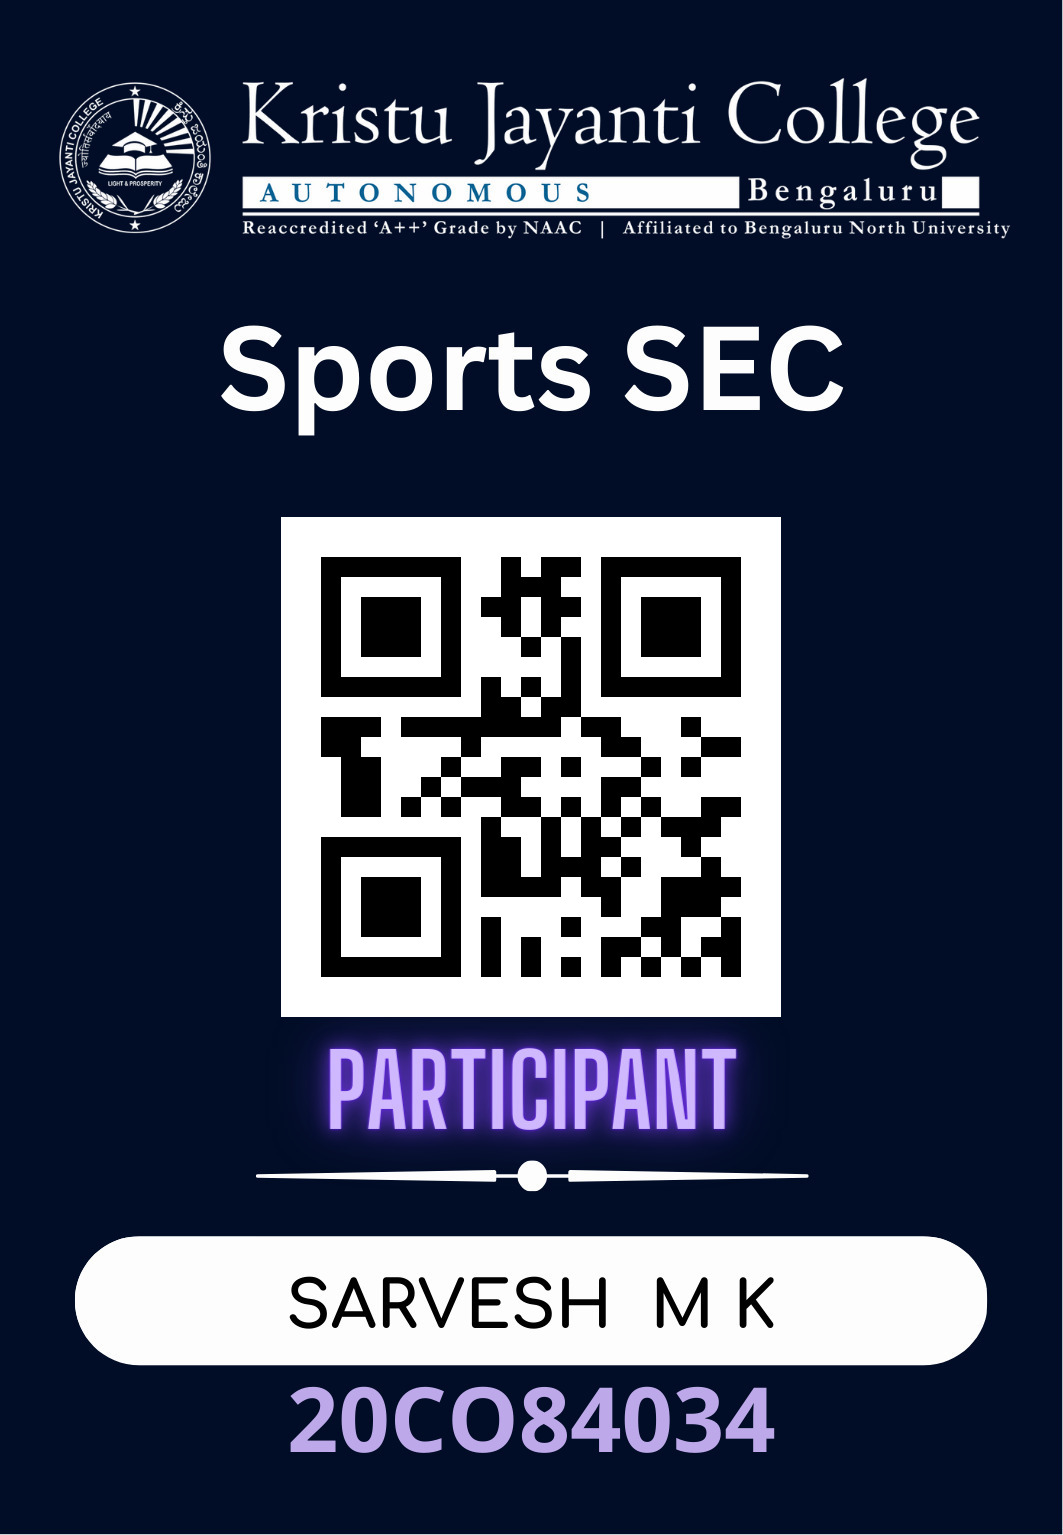 Kristu Jayanti College
AUTONOMOUS Bengaluru
Reaccredited ‘A++’ Grade by NAAC | Affiliated to Bengaluru North University
KRISTU JAYANTI COLLEGE
LIGHT & PROSPERITY
Sports SEC
PARTICIPANT
SARVESH M K
20CO84034